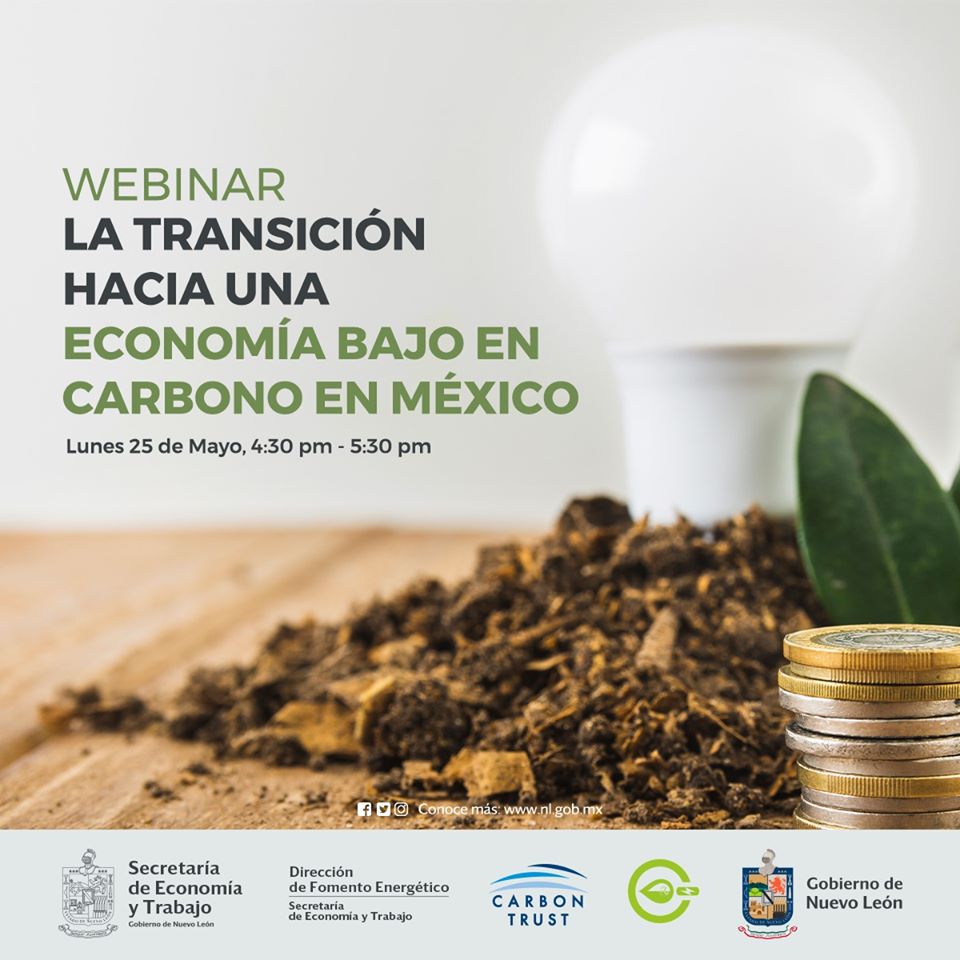 WEBINAR
LA TRANSICIÓN
HACIA UNA
ECONOMÍA BAJO EN
CARBONO EN MÉXICO
Lunes 25 de Mayo, 4:30 pm - 5:30 pm
Conoce más: www.nl.gob.mx
Secretaría
de Economía
y Trabajo
Gobierno de Nuevo León
Dirección
de Fomento Energético
Secretaría
de Economía y Trabajo
CARBON
TRUST
Gobierno de
Nuevo León